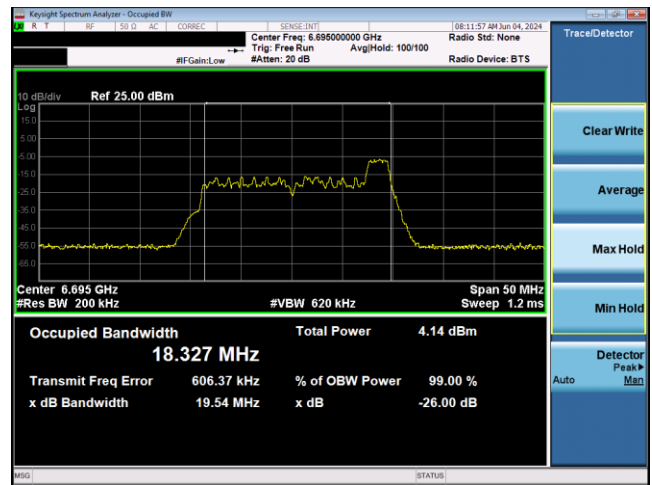 Keysight Spectrum Analyzer - Occupied BW
R T RF 50 Ω AC CORREC SENSE:INT 08:11:57 AM Jun 04, 2024
Center Freq: 6.695000000 GHz Radio Std: None
Trig: Free Run Avg|Hold: 100/100
#IFGain:Low #Atten: 20 dB Radio Device: BTS
Trace/Detector
10 dB/div Ref 25.00 dBm
Log
15.0
5.00
-5.00
-15.0
-25.0
-35.0
-45.0
-55.0
-65.0
Center 6.695 GHz Span 50 MHz
#Res BW 200 kHz #VBW 620 kHz Sweep 1.2 ms
Occupied Bandwidth Total Power 4.14 dBm
18.327 MHz
Transmit Freq Error 606.37 kHz % of OBW Power 99.00 %
x dB Bandwidth 19.54 MHz x dB -26.00 dB
Clear Write
Average
Max Hold
Min Hold
Detector
Peak▶
Auto Man
MSG STATUS